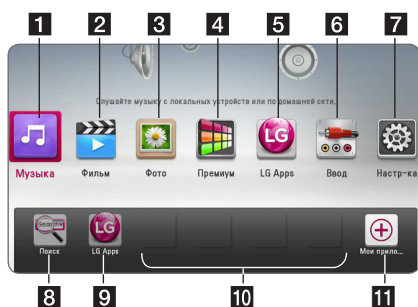 1 2 3 4 5 6 7
Слушайте музыку с локальных устройств или по домашней сети.
LG
Музыка Фильм Фото Премиум LG Apps Ввод Настр-ка
Search LG
Поиск LG Apps Мои прило...
8 9 10 11